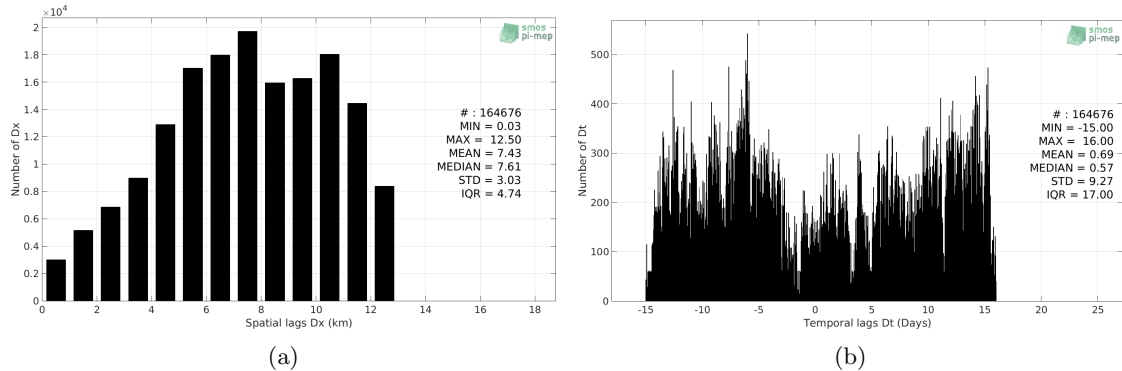 ×10⁴
2
1.8
1.6
1.4
1.2
1
0.8
0.6
0.4
0.2
0
Number of Dx
0 2 4 6 8 10 12 14 16 18
Spatial lags Dx (km)
smos
pi-mep
# : 164676
MIN = 0.03
MAX = 12.50
MEAN = 7.43
MEDIAN = 7.61
STD = 3.03
IQR = 4.74
(a)
500
400
300
200
100
0
Number of Dt
-15 -10 -5 0 5 10 15 20 25
Temporal lags Dt (Days)
smos
pi-mep
# : 164676
MIN = -15.00
MAX = 16.00
MEAN = 0.69
MEDIAN = 0.57
STD = 9.27
IQR = 17.00
(b)